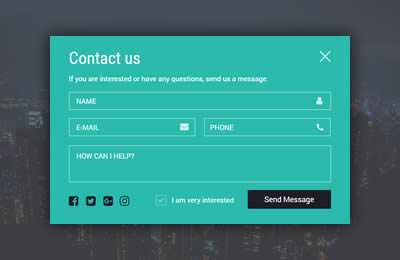 Contact us
If you are interested or have any questions, send us a message.
NAME
E-MAIL
PHONE
HOW CAN I HELP?
I am very interested
Send Message